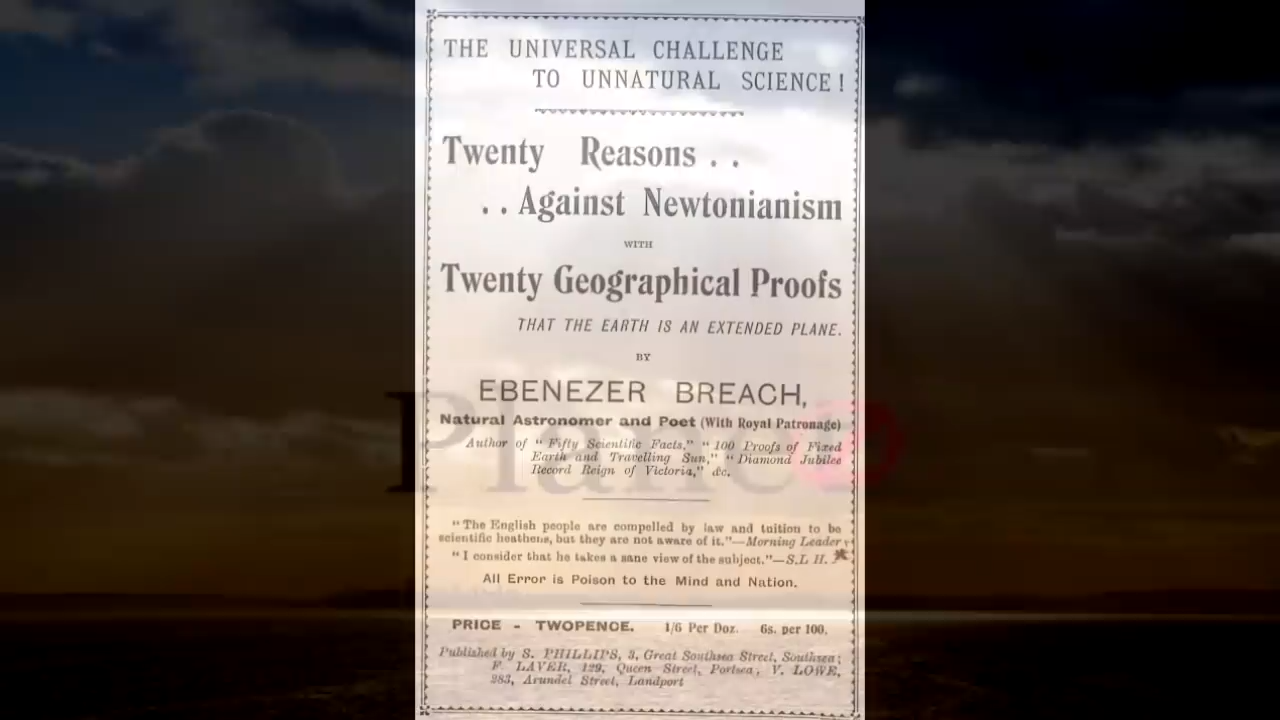 THE UNIVERSAL CHALLENGE
TO UNNATURAL SCIENCE!
Twenty Reasons . .
. . Against Newtonianism
WITH
Twenty Geographical Proofs
THAT THE EARTH IS AN EXTENDED PLANE.
BY
EBENEZER BREACH,
Natural Astronomer and Poet (With Royal Patronage)
Author of "Fifty Scientific Facts," "100 Proofs of Fixed
Earth and Travelling Sun," "Diamond Jubilee
Record Reign of Victoria," &c.
"The English people are compelled by law and tuition to be
scientific heathens, but they are not aware of it."—Morning Leader
"I consider that he takes a sane view of the subject."—S.L H.
All Error is Poison to the Mind and Nation.
PRICE - TWOPENCE. 1/6 Per Doz. 6s. per 100.
Published by S. PHILLIPS, 3, Great Southsea Street, Southsea;
F. LAVER, 129, Queen Street, Portsea; V. LOWE,
283, Arundel Street, Landport
Plane